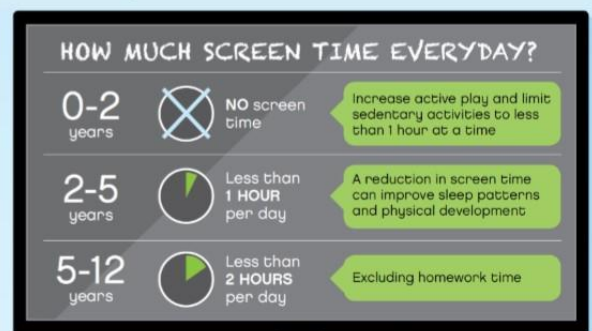 HOW MUCH SCREEN TIME EVERYDAY?
0-2
years
NO screen
time
Increase active play and limit
sedentary activities to less
than 1 hour at a time
2-5
years
Less than
1 HOUR
per day
A reduction in screen time
can improve sleep patterns
and physical development
5-12
years
Less than
2 HOURS
per day
Excluding homework time